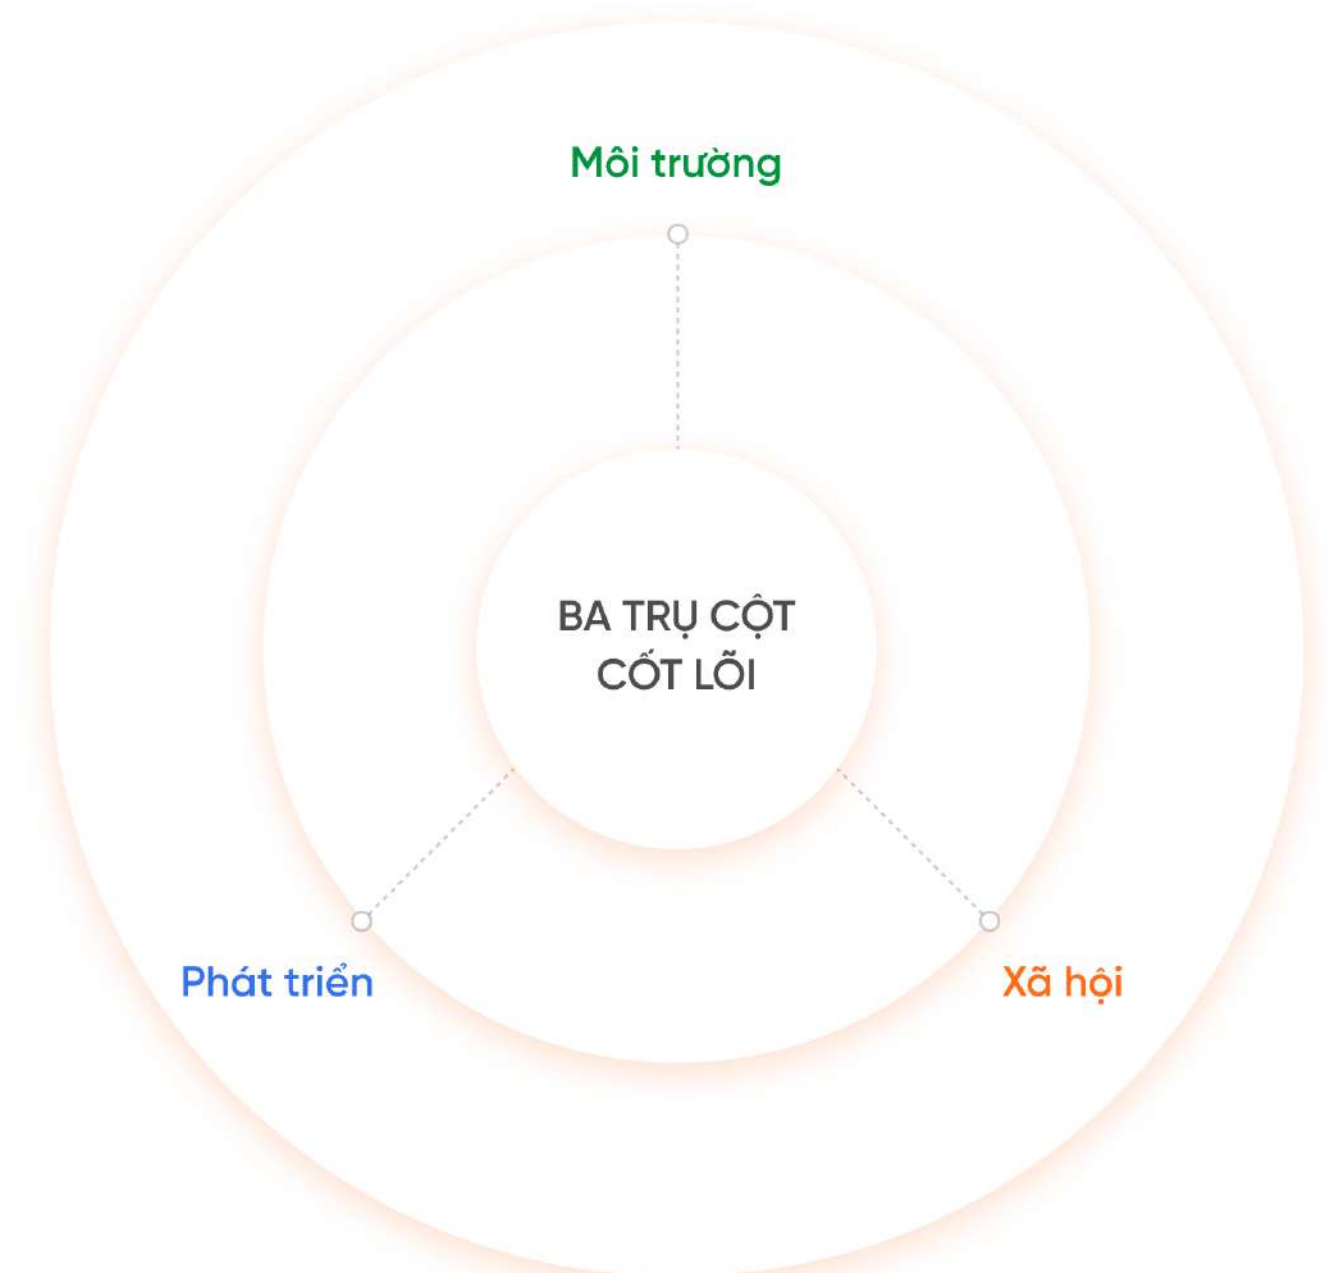 Môi trường
BA TRỤ CỘT
CỐT LÕI
Phát triển
Xã hội